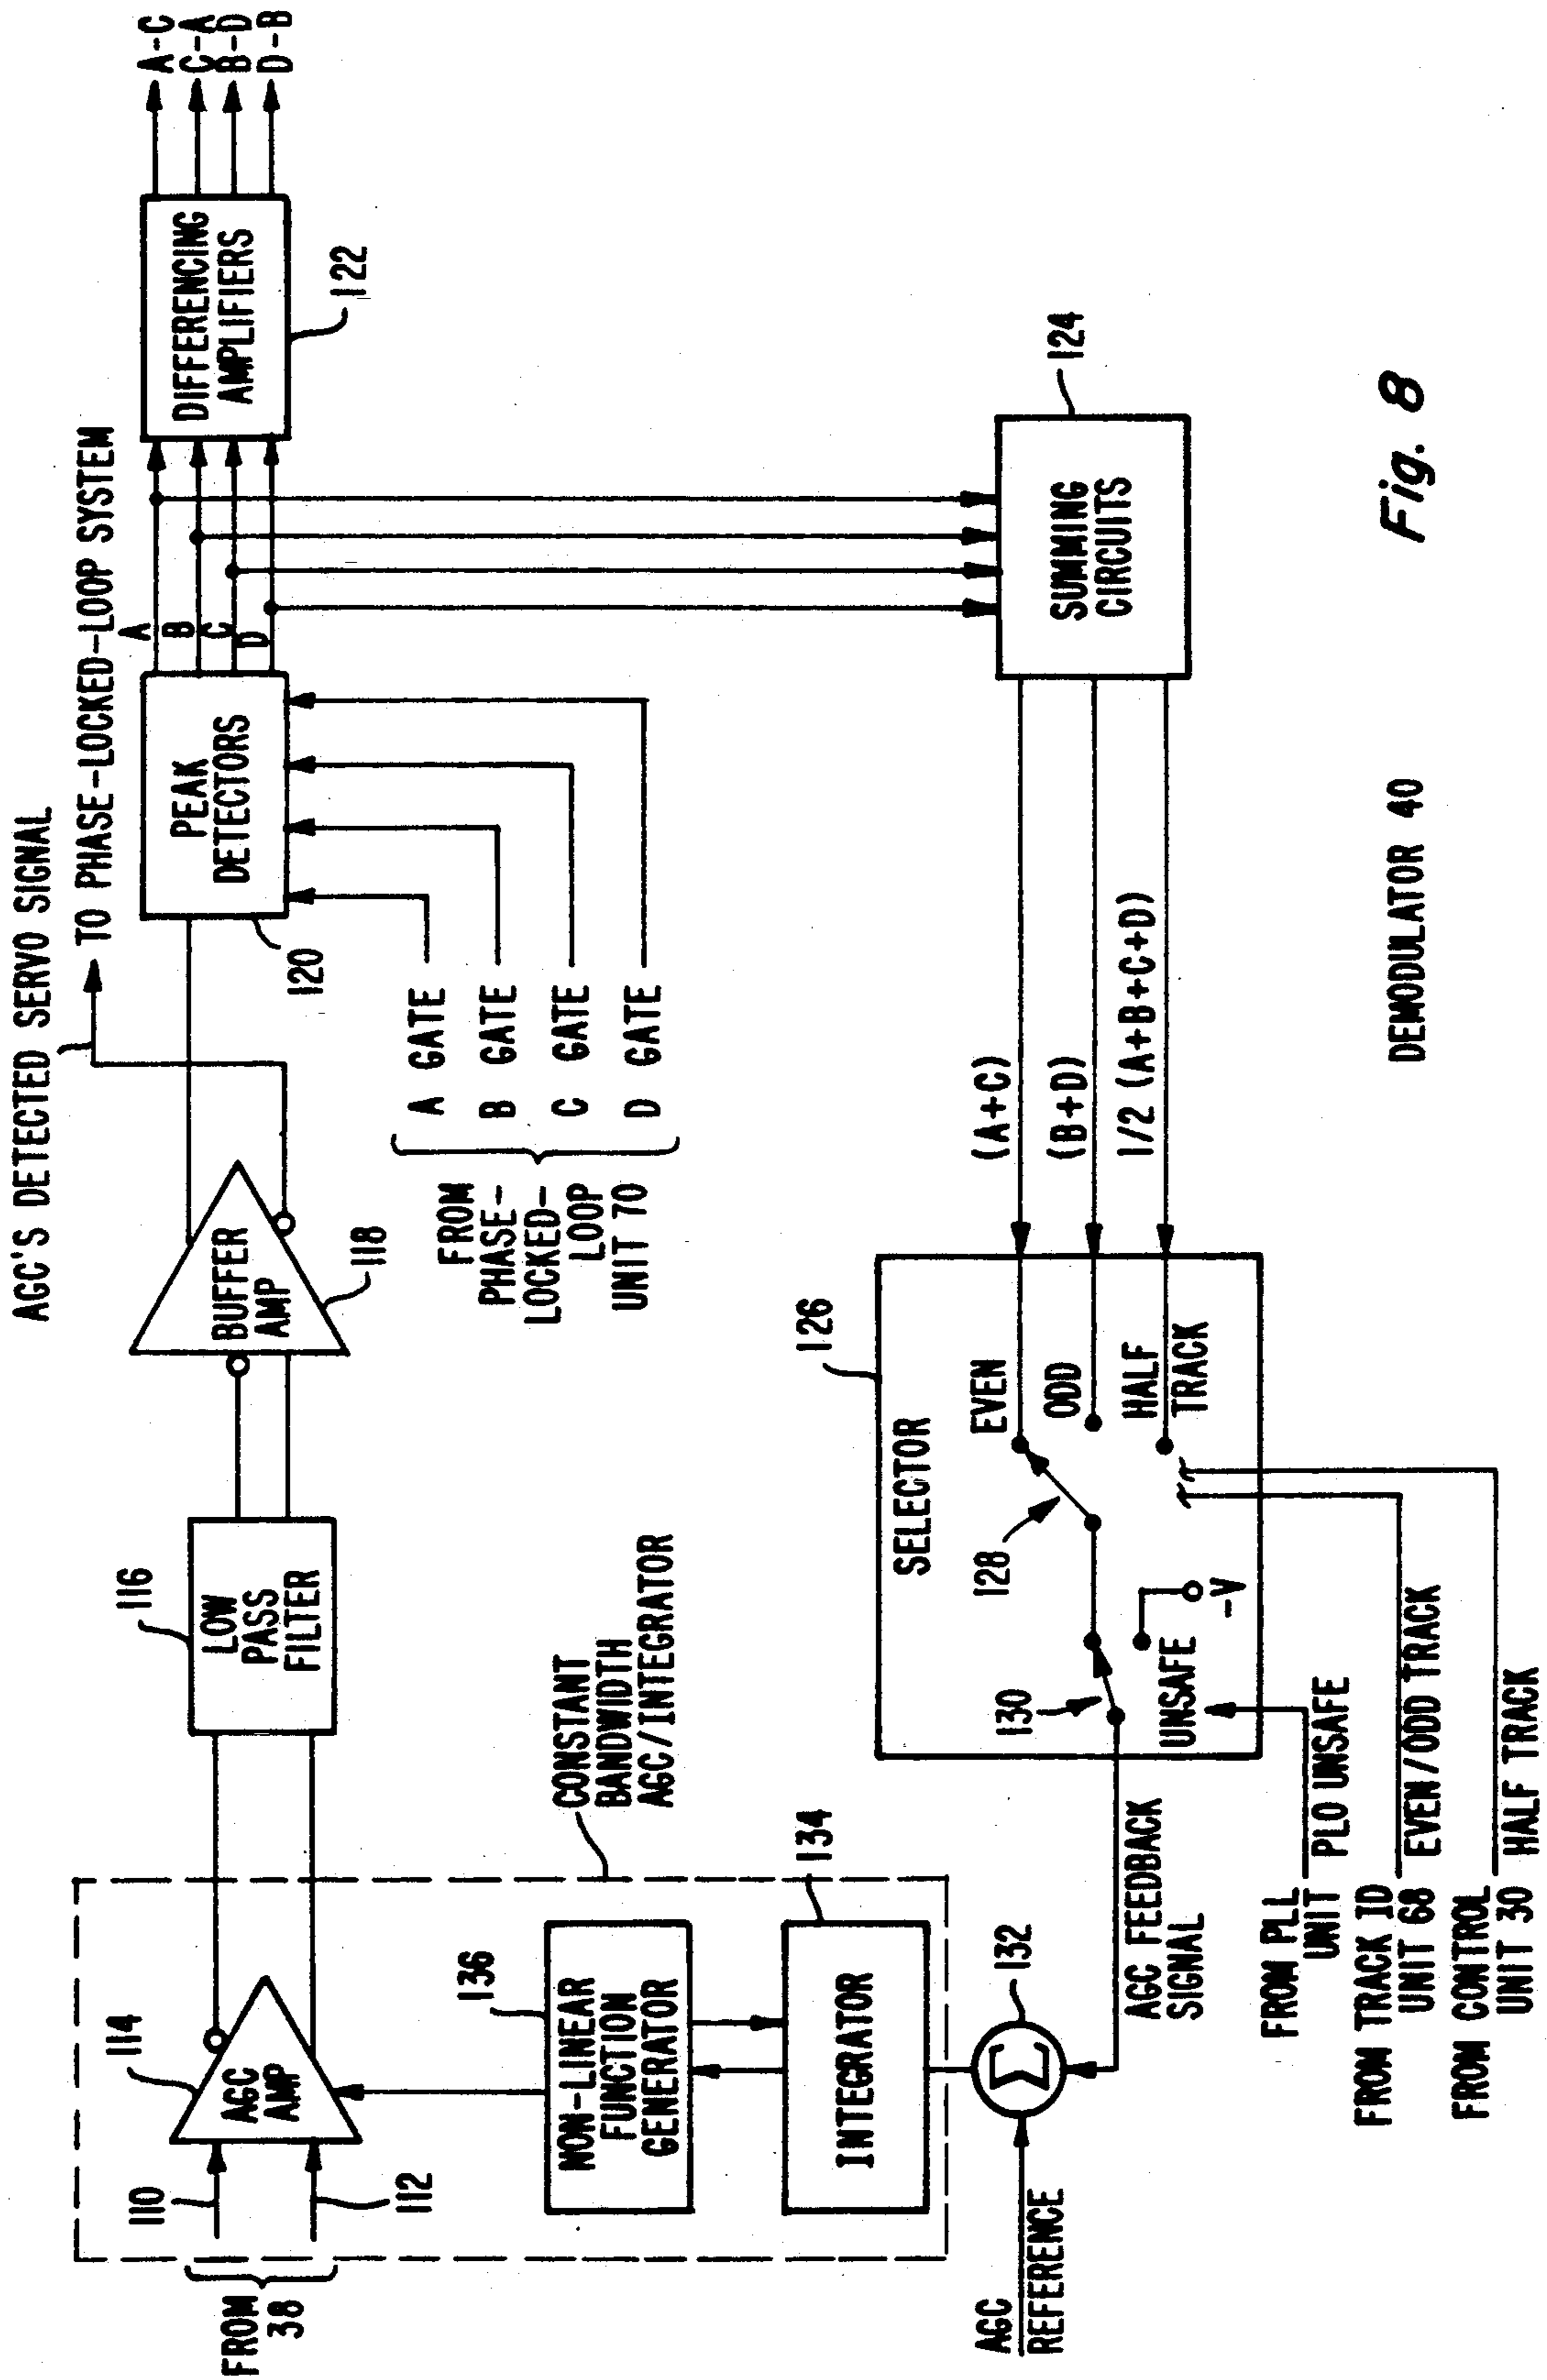 AGC'S DETECTED SERVO SIGNAL
TO PHASE-LOCKED-LOOP SYSTEM
FROM
38
110
112
114
AGC
AMP
116
LOW
PASS
FILTER
BUFFER
AMP
118
PEAK
DETECTORS
120
A
B
C
D
DIFFERENCING
AMPLIFIERS
122
A-C
C-A
B-D
D-B
FROM
PHASE-
LOCKED-
LOOP
UNIT 70
A GATE
B GATE
C GATE
D GATE
136
NON-LINEAR
FUNCTION
GENERATOR
CONSTANT
BANDWIDTH
AGC/INTEGRATOR
134
INTEGRATOR
AGC
REFERENCE
132
Σ
AGC FEEDBACK
SIGNAL
126
SELECTOR
EVEN
ODD
HALF
TRACK
128
130
UNSAFE
-V
(A+C)
(B+D)
1/2 (A+B+C+D)
124
SUMMING
CIRCUITS
FROM PLL
UNIT
PLO UNSAFE
FROM TRACK ID
UNIT 68
EVEN/ODD TRACK
FROM CONTROL
UNIT 30
HALF TRACK
DEMODULATOR 40
Fig. 8